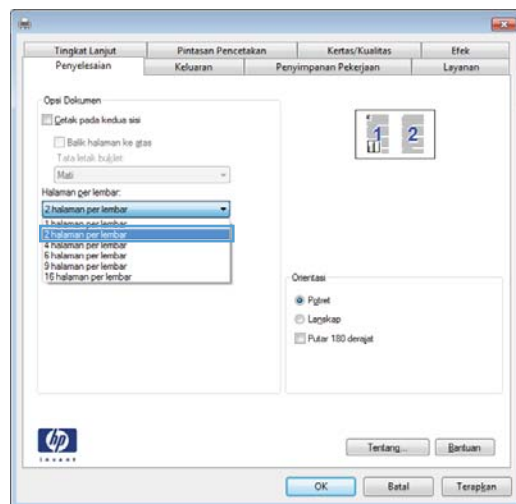 Tingkat Lanjut Pintasan Pencetakan Kertas/Kualitas Efek
Penyelesaian Keluaran Penyimpanan Pekerjaan Layanan
Opsi Dokumen
Cetak pada kedua sisi
Balik halaman ke atas
Tata letak buklet:
Mati
Halaman per lembar:
2 halaman per lembar
1 halaman per lembar
2 halaman per lembar
4 halaman per lembar
6 halaman per lembar
9 halaman per lembar
16 halaman per lembar
1 2
Orientasi
Potret
Lanskap
Putar 180 derajat
hp
invent
Tentang... Bantuan
OK Batal Terapkan